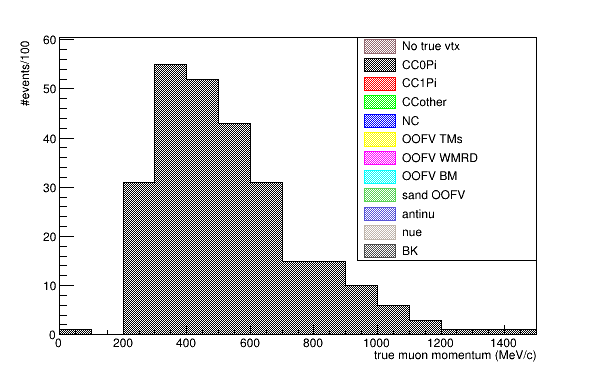 #events/100
60
50
40
30
20
10
0
0 200 400 600 800 1000 1200 1400
true muon momentum (MeV/c)
No true vtx
CC0Pi
CC1Pi
CCother
NC
OOFV TMs
OOFV WMRD
OOFV BM
sand OOFV
antinu
nue
BK